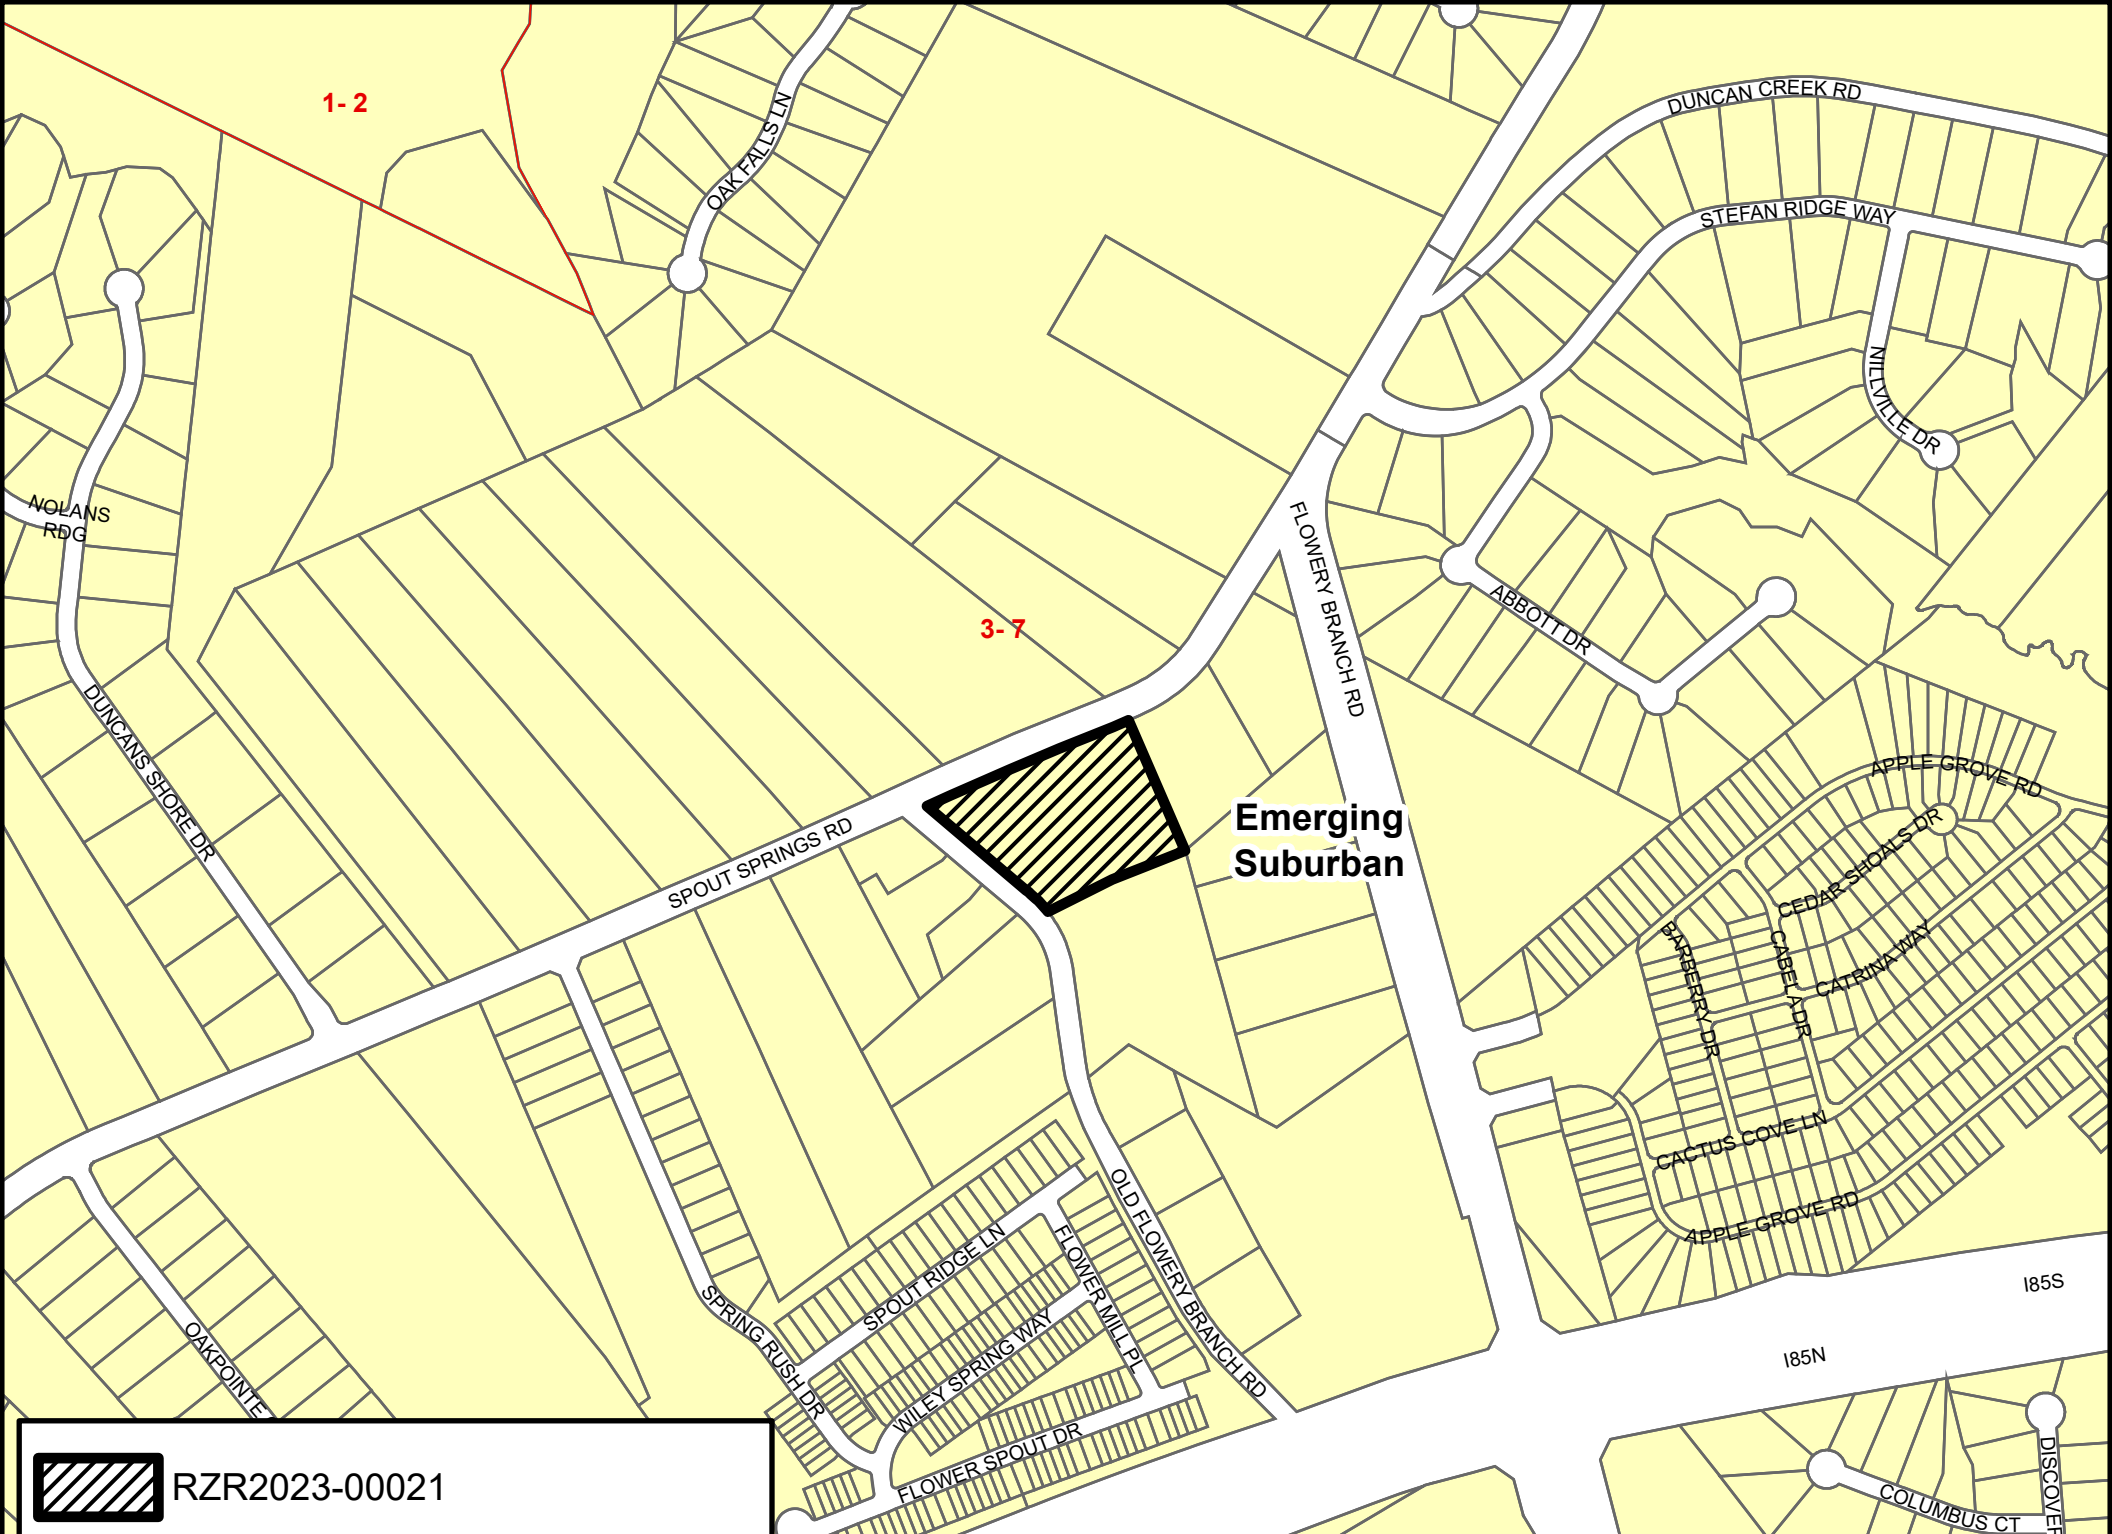 1- 2
OAK FALLS LN
DUNCAN CREEK RD
STEFAN RIDGE WAY
NILLVILLE DR
NOLANS
RDG
FLOWERY BRANCH RD
ABBOTT DR
3- 7
DUNCANS SHORE DR
SPOUT SPRINGS RD
Emerging
Suburban
APPLE GROVE RD
CEDAR SHOALS DR
CATRINA WAY
BARBERRY DR
CABELA DR
CACTUS COVE LN
APPLE GROVE RD
OLD FLOWERY BRANCH RD
SPOUT RIDGE LN
FLOWER MILL PL
SPRING RUSH DR
WILEY SPRING WAY
FLOWER SPOUT DR
OAKPOINTE
I85S
I85N
COLUMBUS CT
DISCOVER
RZR2023-00021